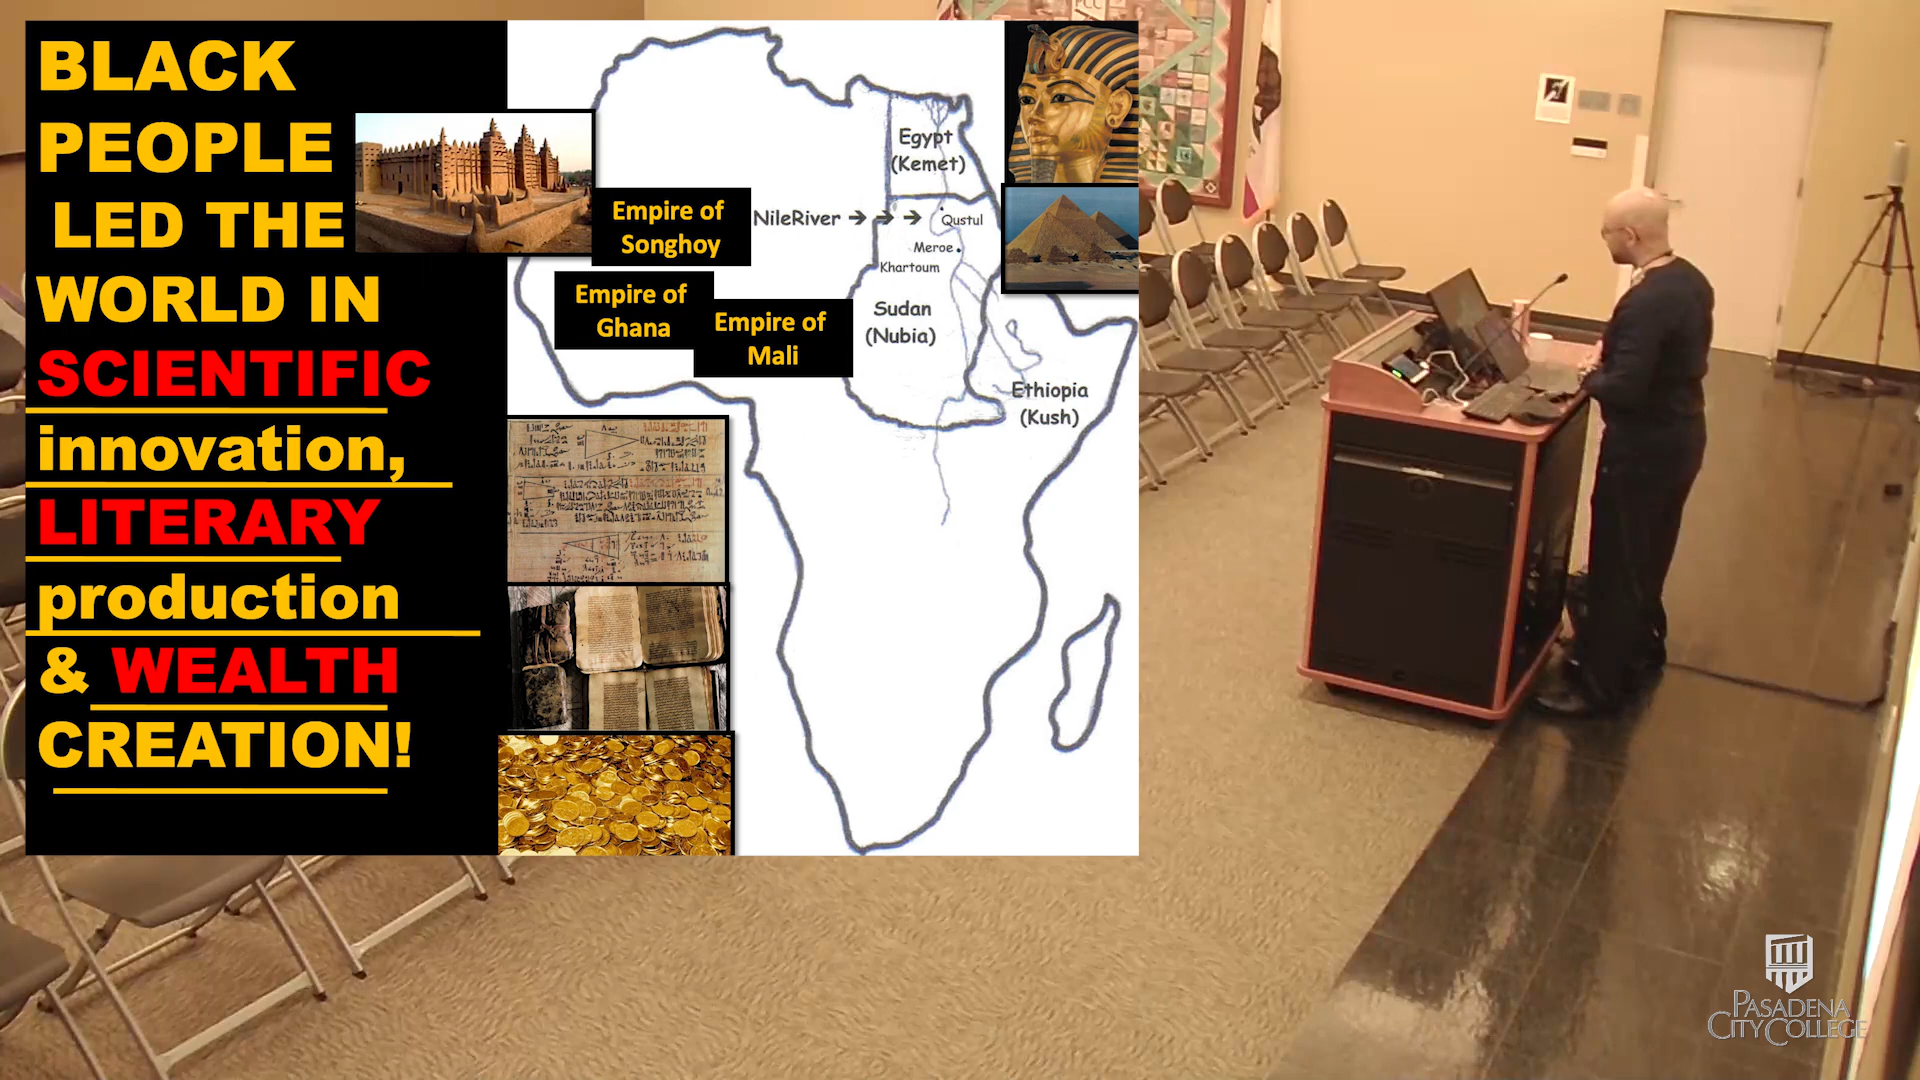 BLACK
PEOPLE
LED THE
WORLD IN
SCIENTIFIC
innovation,
LITERARY
production
& WEALTH
CREATION!
Egypt
(Kemet)
Empire of
Songhoy
NileRiver
Qustul
Meroe
Khartoum
Empire of
Ghana
Empire of
Mali
Sudan
(Nubia)
Ethiopia
(Kush)
PCC
PASADENA
CITY COLLEGE